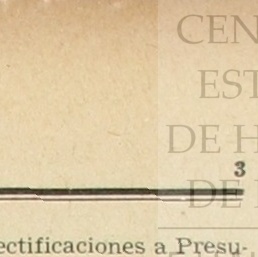 CEN
EST
DE H
3
DE
ectificaciones a Presu-